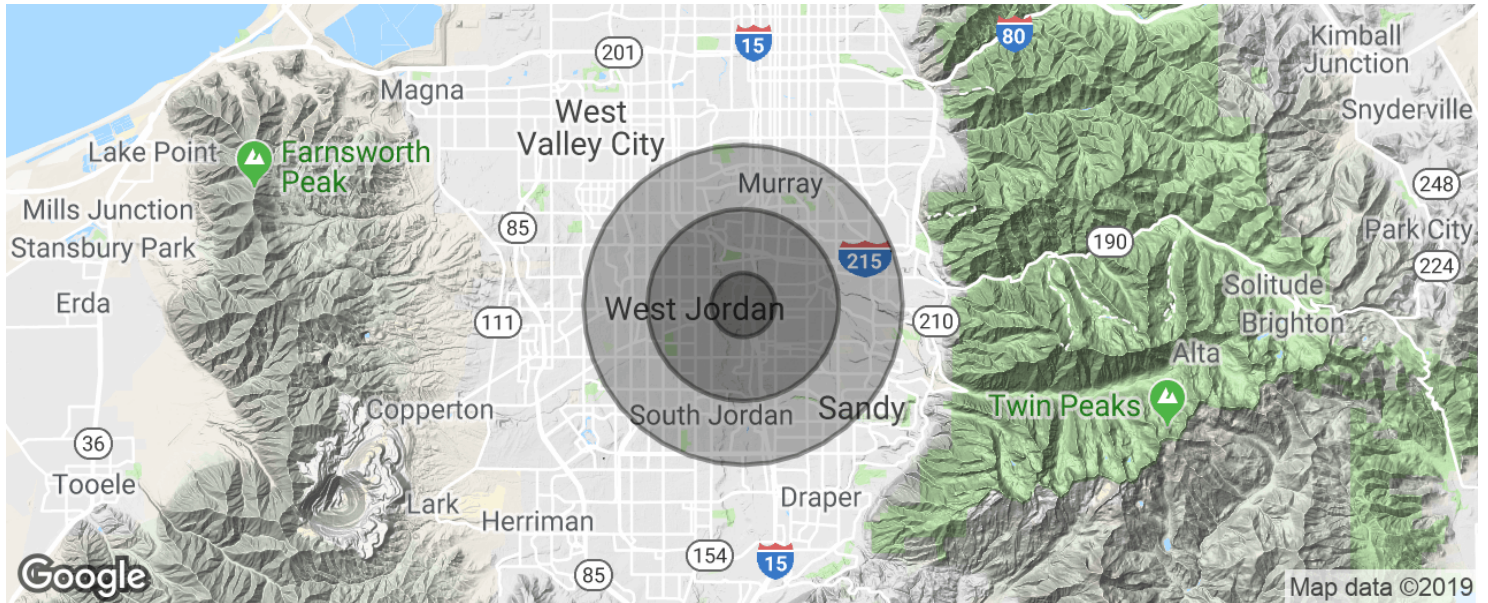 Kimball
Junction
80
15
201
Magna
West
Valley City
Snyderville
Lake Point
Farnsworth
Peak
Murray
248
Mills Junction
85
Park City
Stansbury Park
190
215
224
Erda
Solitude
West Jordan
111
210
Brighton
Alta
Copperton
South Jordan
Sandy
Twin Peaks
36
Tooele
Draper
Lark
Herriman
154
15
85
Google
Map data ©2019